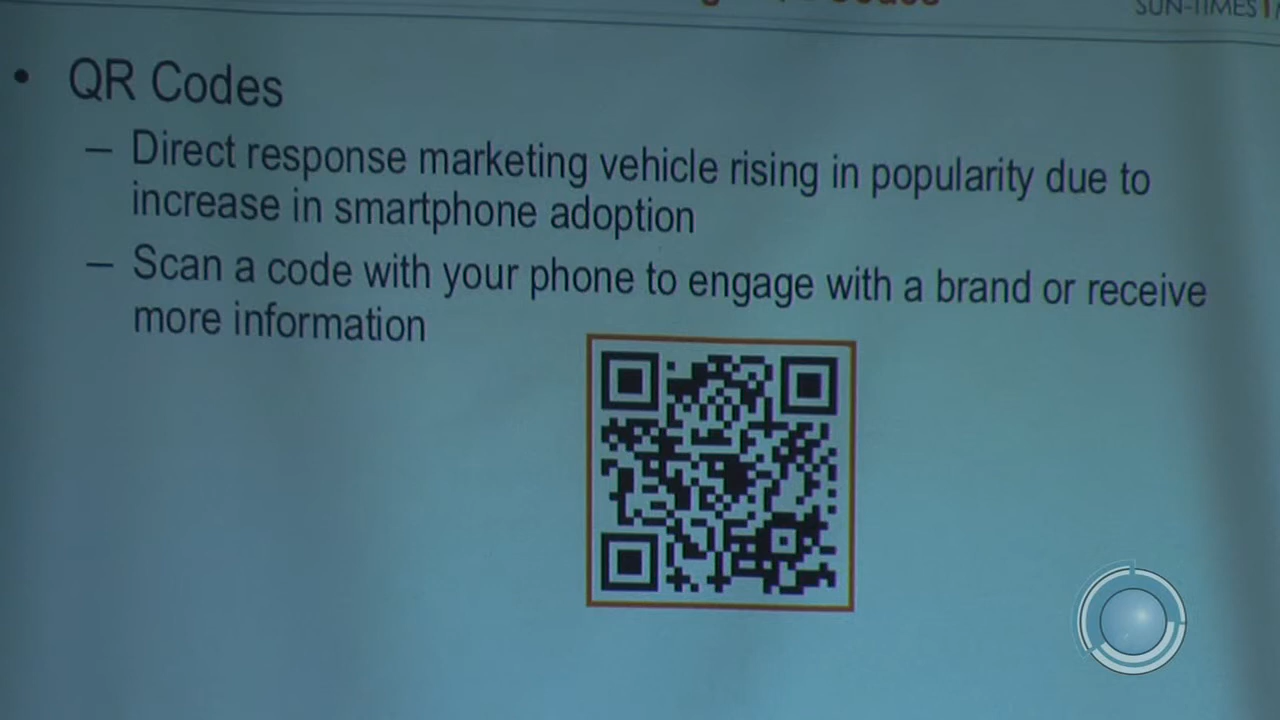 SUN-TIMES
• QR Codes
– Direct response marketing vehicle rising in popularity due to
increase in smartphone adoption
– Scan a code with your phone to engage with a brand or receive
more information